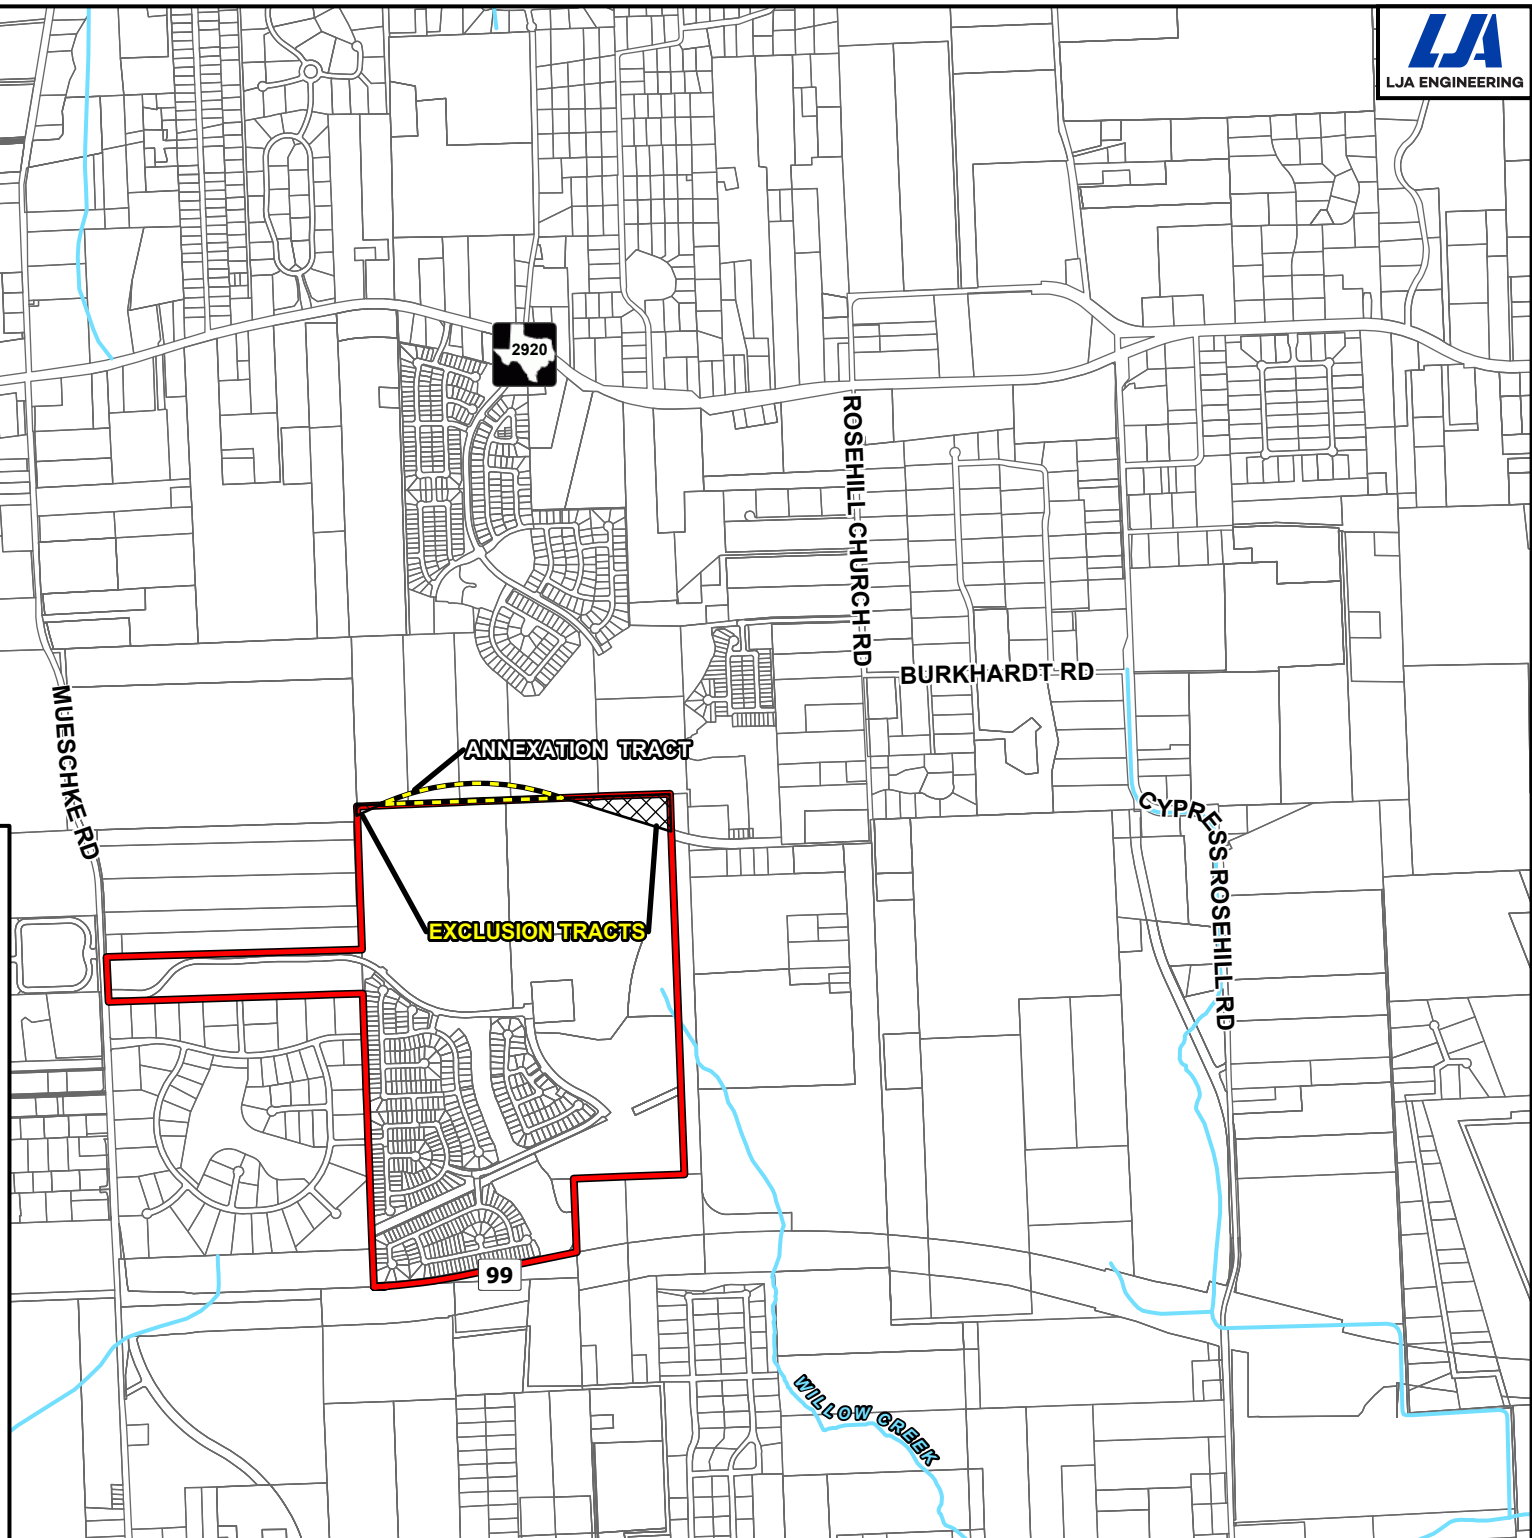 LJA
LJA ENGINEERING
2920
ROSEHILL CHURCH RD
BURKHARDT RD
MUESCHKE RD
ANNEXATION TRACT
CYPRESS ROSEHILL RD
EXCLUSION TRACTS
99
WILLOW CREEK